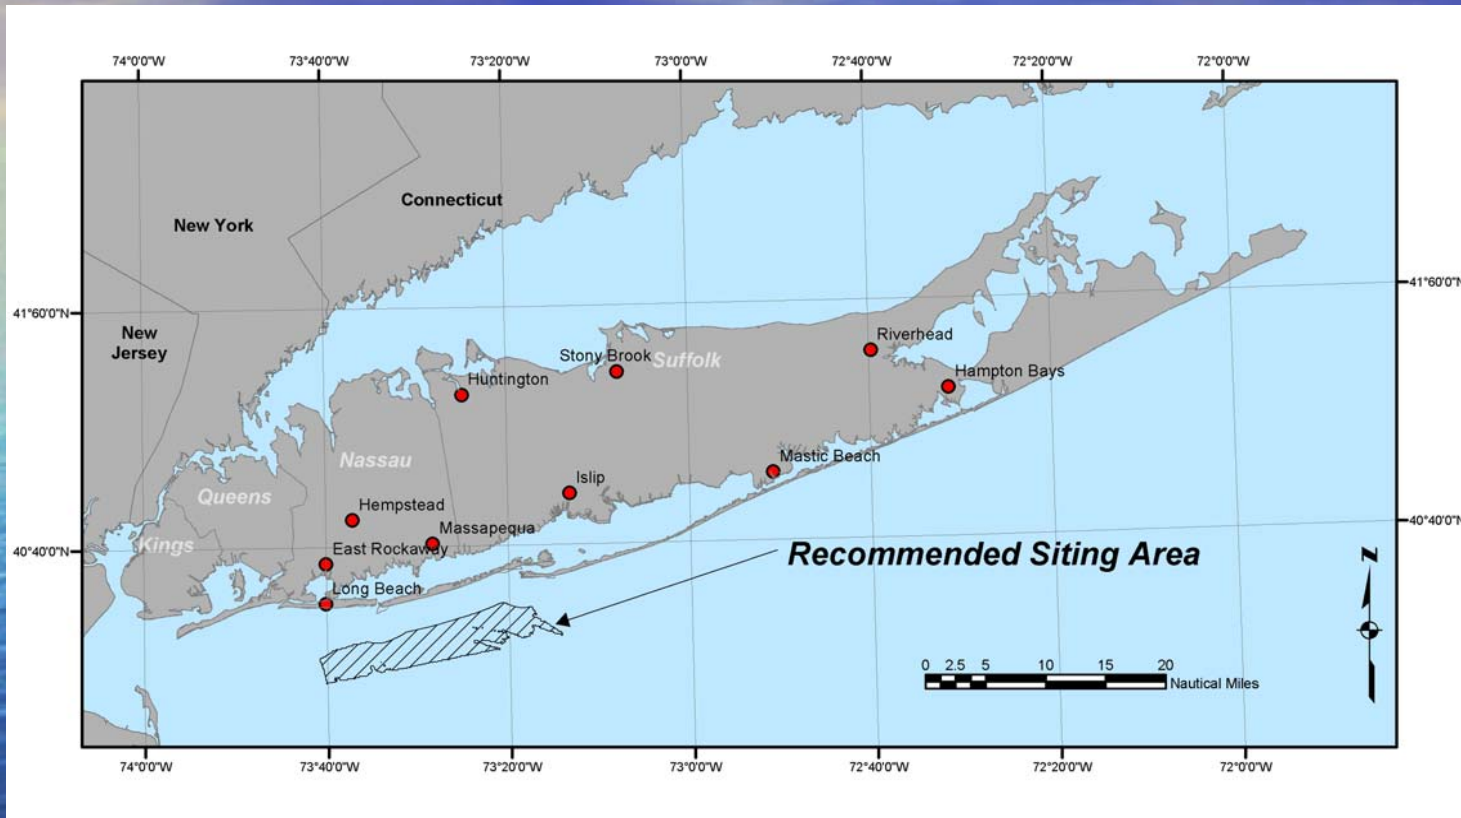 74°0'0"W 73°40'0"W 73°20'0"W 73°0'0"W 72°40'0"W 72°20'0"W 72°0'0"W
Connecticut
New York
41°60'0"N
41°60'0"N
New
Jersey
Riverhead
Stony Brook
Suffolk
Huntington
Hampton Bays
Mastic Beach
Nassau
Islip
Queens
Hempstead
Massapequa
Kings
East Rockaway
40°40'0"N
40°40'0"N
Recommended Siting Area
N
Long Beach
0 2.5 5 10 15 20
Nautical Miles
74°0'0"W 73°40'0"W 73°20'0"W 73°0'0"W 72°40'0"W 72°20'0"W 72°0'0"W